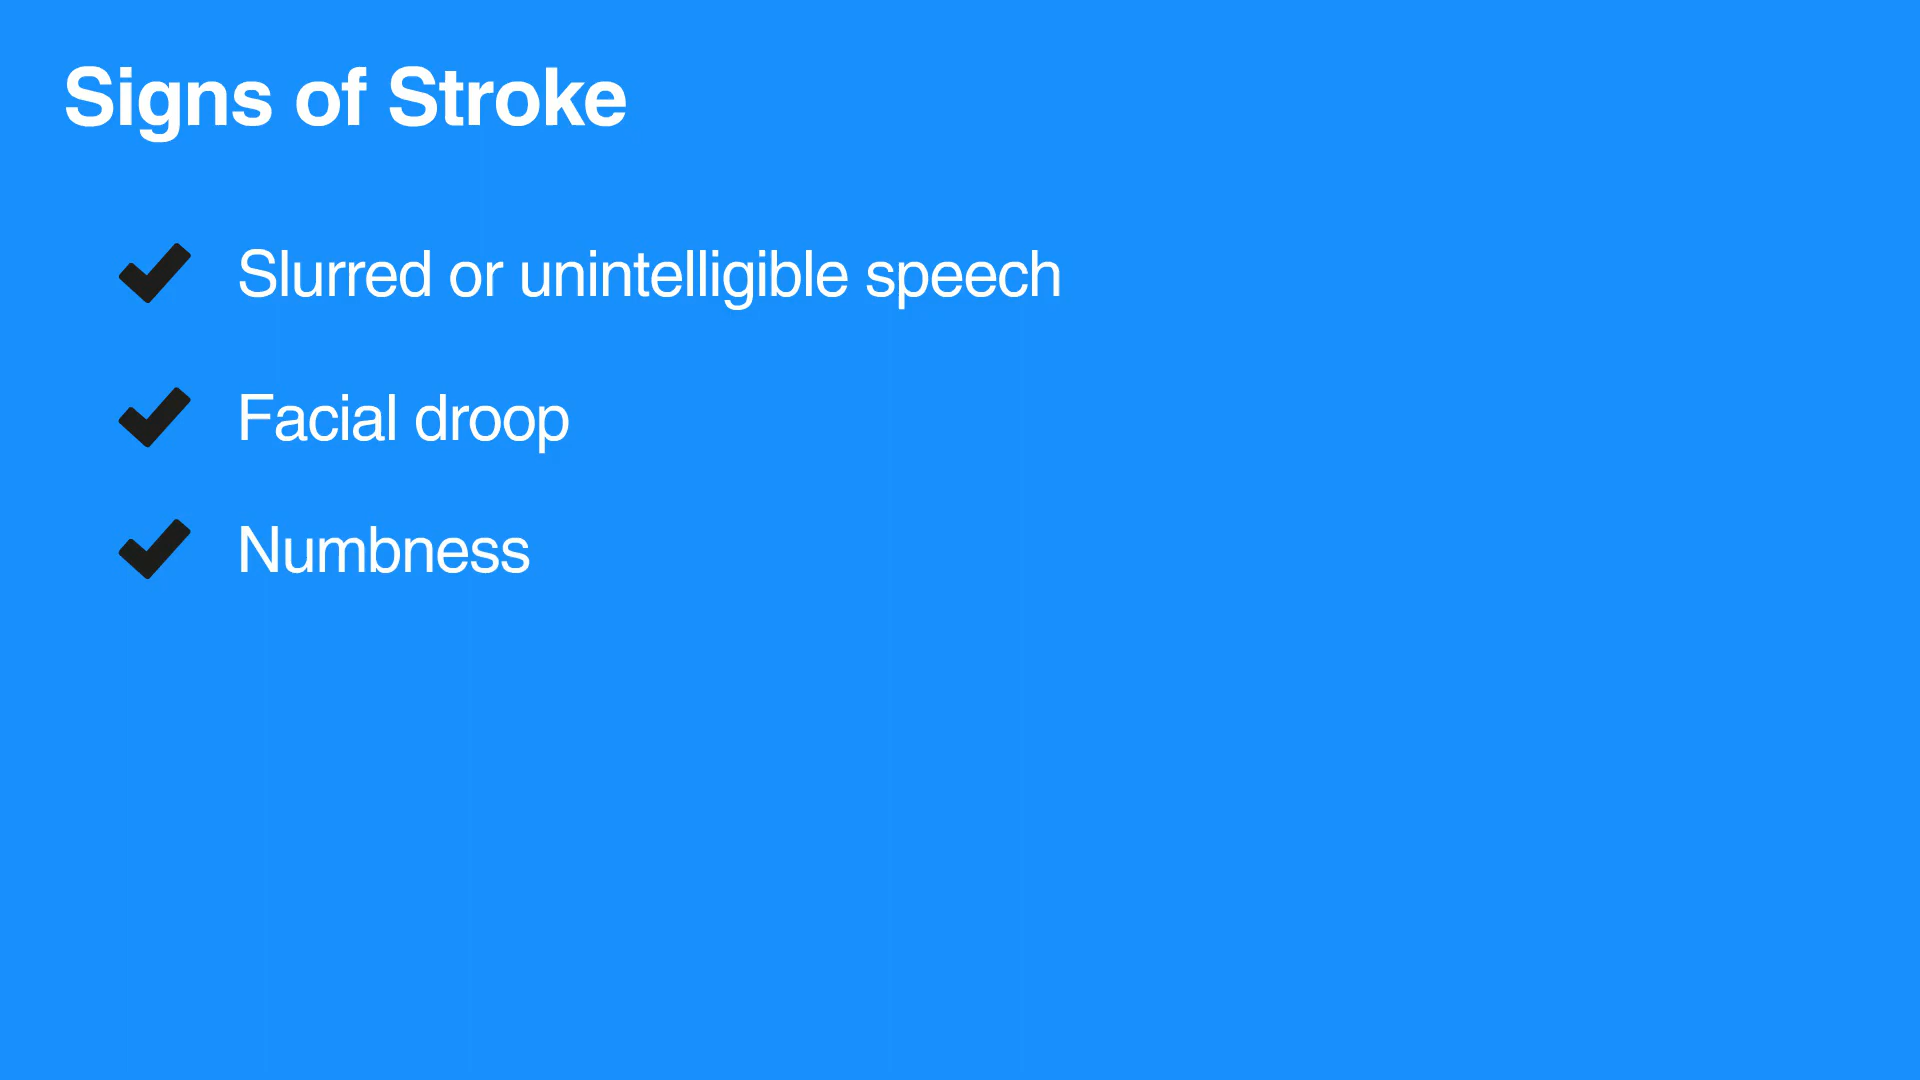 Signs of Stroke
Slurred or unintelligible speech
Facial droop
Numbness